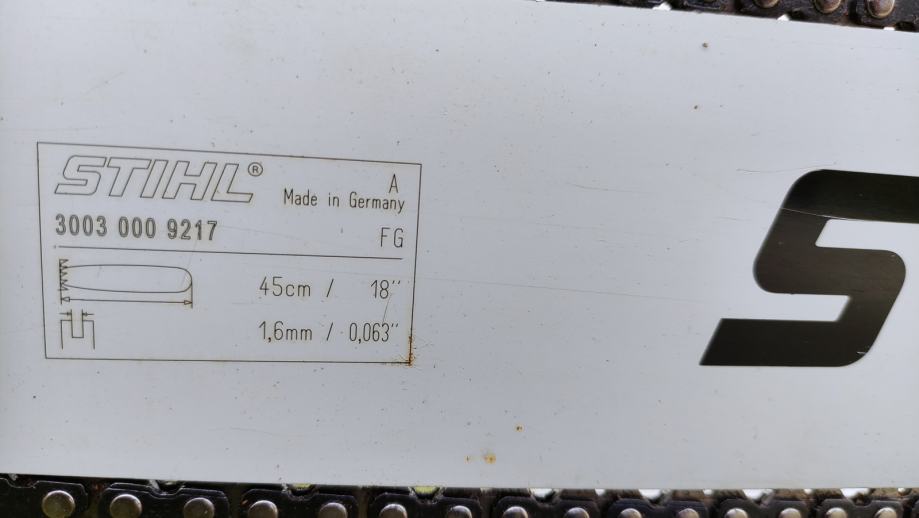 STIHL®
A
Made in Germany
3003 000 9217
FG
45cm / 18''
1,6mm / 0,063''
S